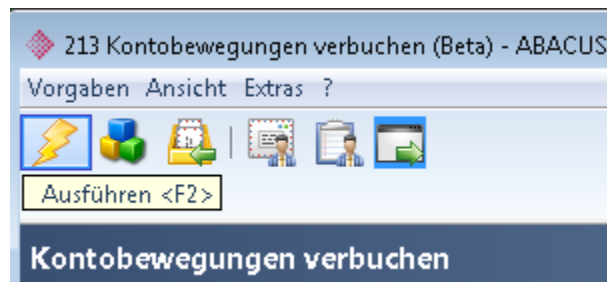 213 Kontobewegungen verbuchen (Beta) - ABACUS
Vorgaben Ansicht Extras ?
Ausführen <F2>
Kontobewegungen verbuchen